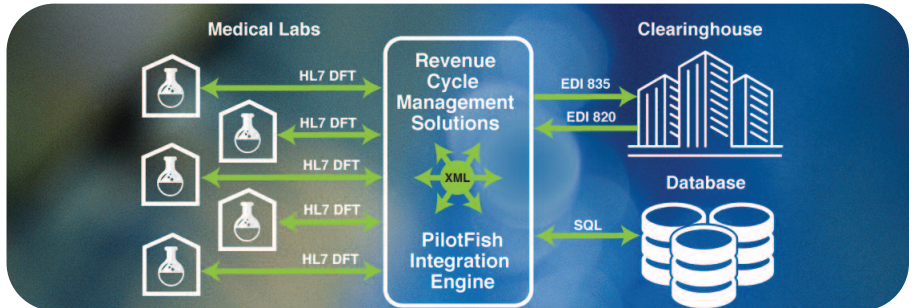 Medical Labs
Clearinghouse
HL7 DFT
HL7 DFT
HL7 DFT
HL7 DFT
HL7 DFT
Revenue
Cycle
Management
Solutions
XML
PilotFish
Integration
Engine
EDI 835
EDI 820
Database
SQL